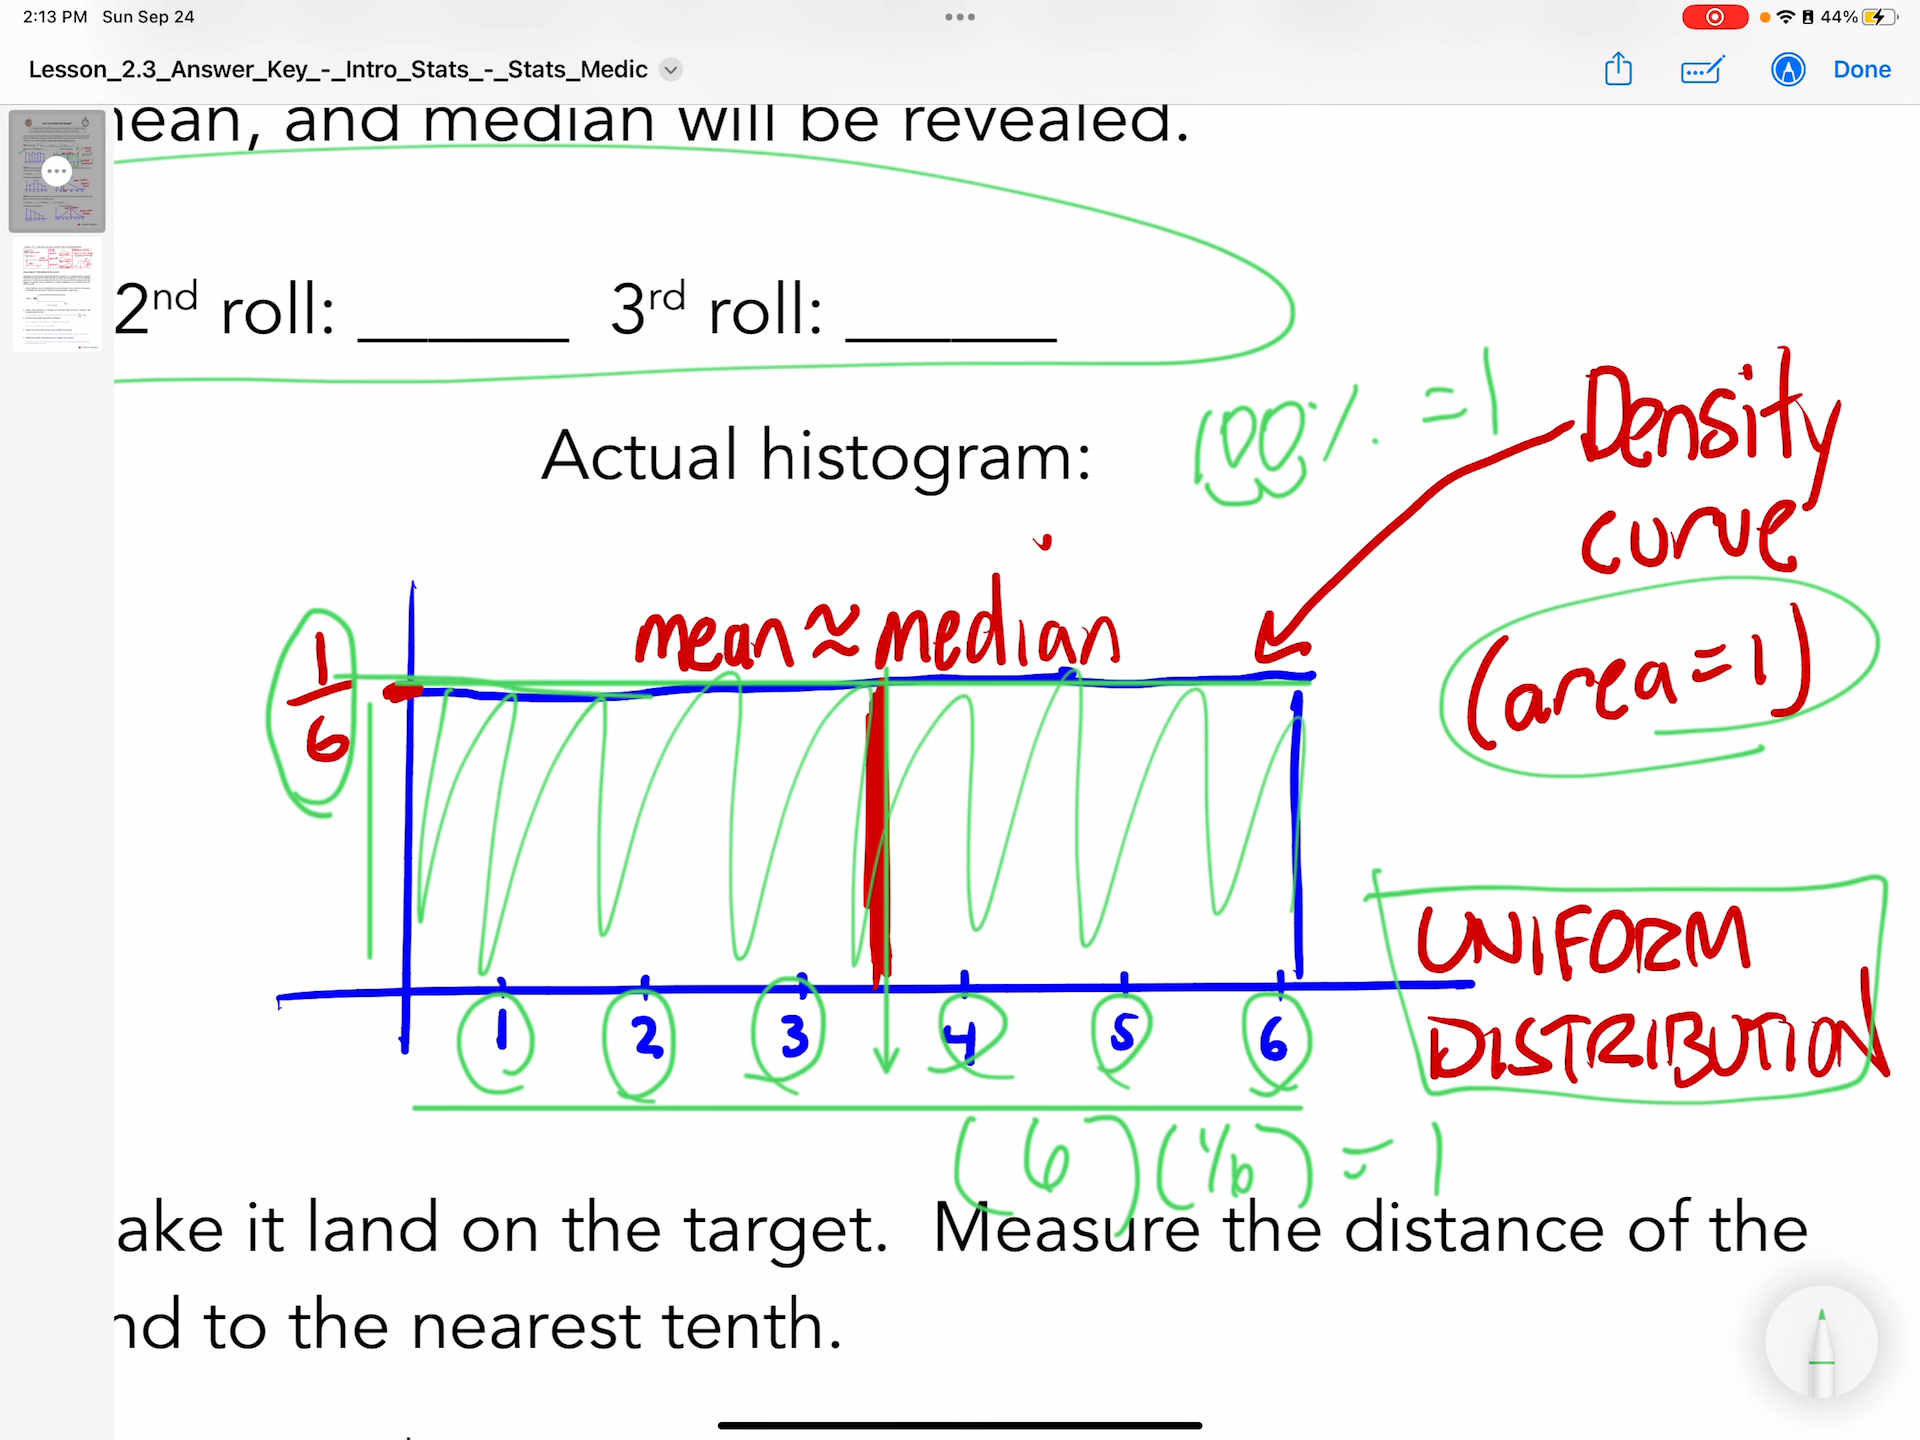 2:13 PM Sun Sep 24
44%
Lesson_2.3_Answer_Key_-_Intro_Stats_-_Stats_Medic
Done
ean, and median will be revealed.
2nd roll: ______ 3rd roll: ______
100% = 1
Density
curve
(area=1)
Actual histogram:
mean ≈ median
1
6
1 2 3 4 5 6
UNIFORM
DISTRIBUTION
(6)(1/6) = 1
ake it land on the target. Measure the distance of the
nd to the nearest tenth.